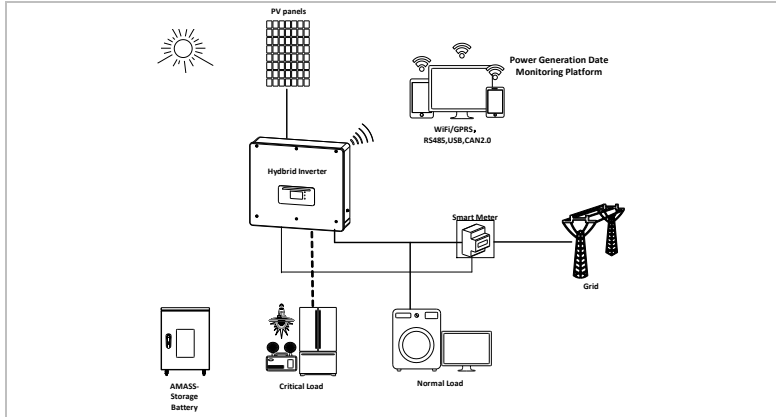 PV panels
Power Generation Date
Monitoring Platform
WiFi/GPRS,
RS485,USB,CAN2.0
Hydbrid Inverter
Smart Meter
Grid
AMASS-
Storage
Battery
Critical Load
Normal Load